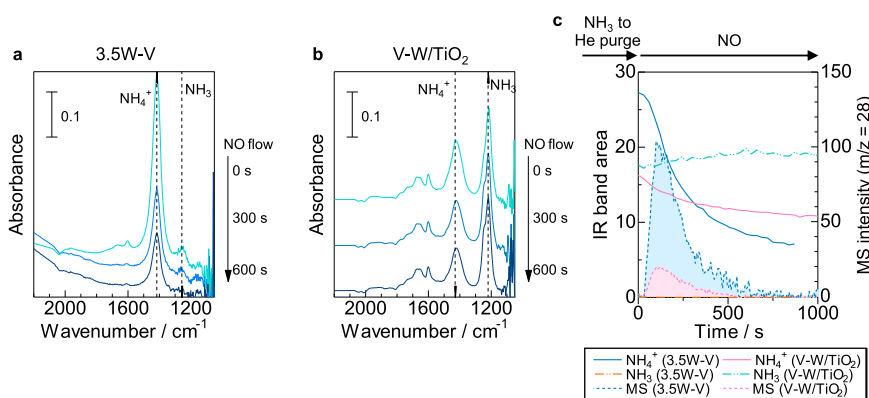 a
3.5W-V
NH4+
NH3
0.1
NO flow
0 s
300 s
600 s
Absorbance
2000 1600 1200
Wavenumber / cm-1
b
V-W/TiO2
NH4+
NH3
0.1
NO flow
0 s
300 s
600 s
Absorbance
2000 1600 1200
Wavenumber / cm-1
c
NH3 to
He purge
NO
30
20
10
0
IR band area
150
100
50
0
MS intensity (m/z = 28)
0 500 1000
Time / s
NH4+ (3.5W-V)
NH4+ (V-W/TiO2)
NH3 (3.5W-V)
NH3 (V-W/TiO2)
MS (3.5W-V)
MS (V-W/TiO2)